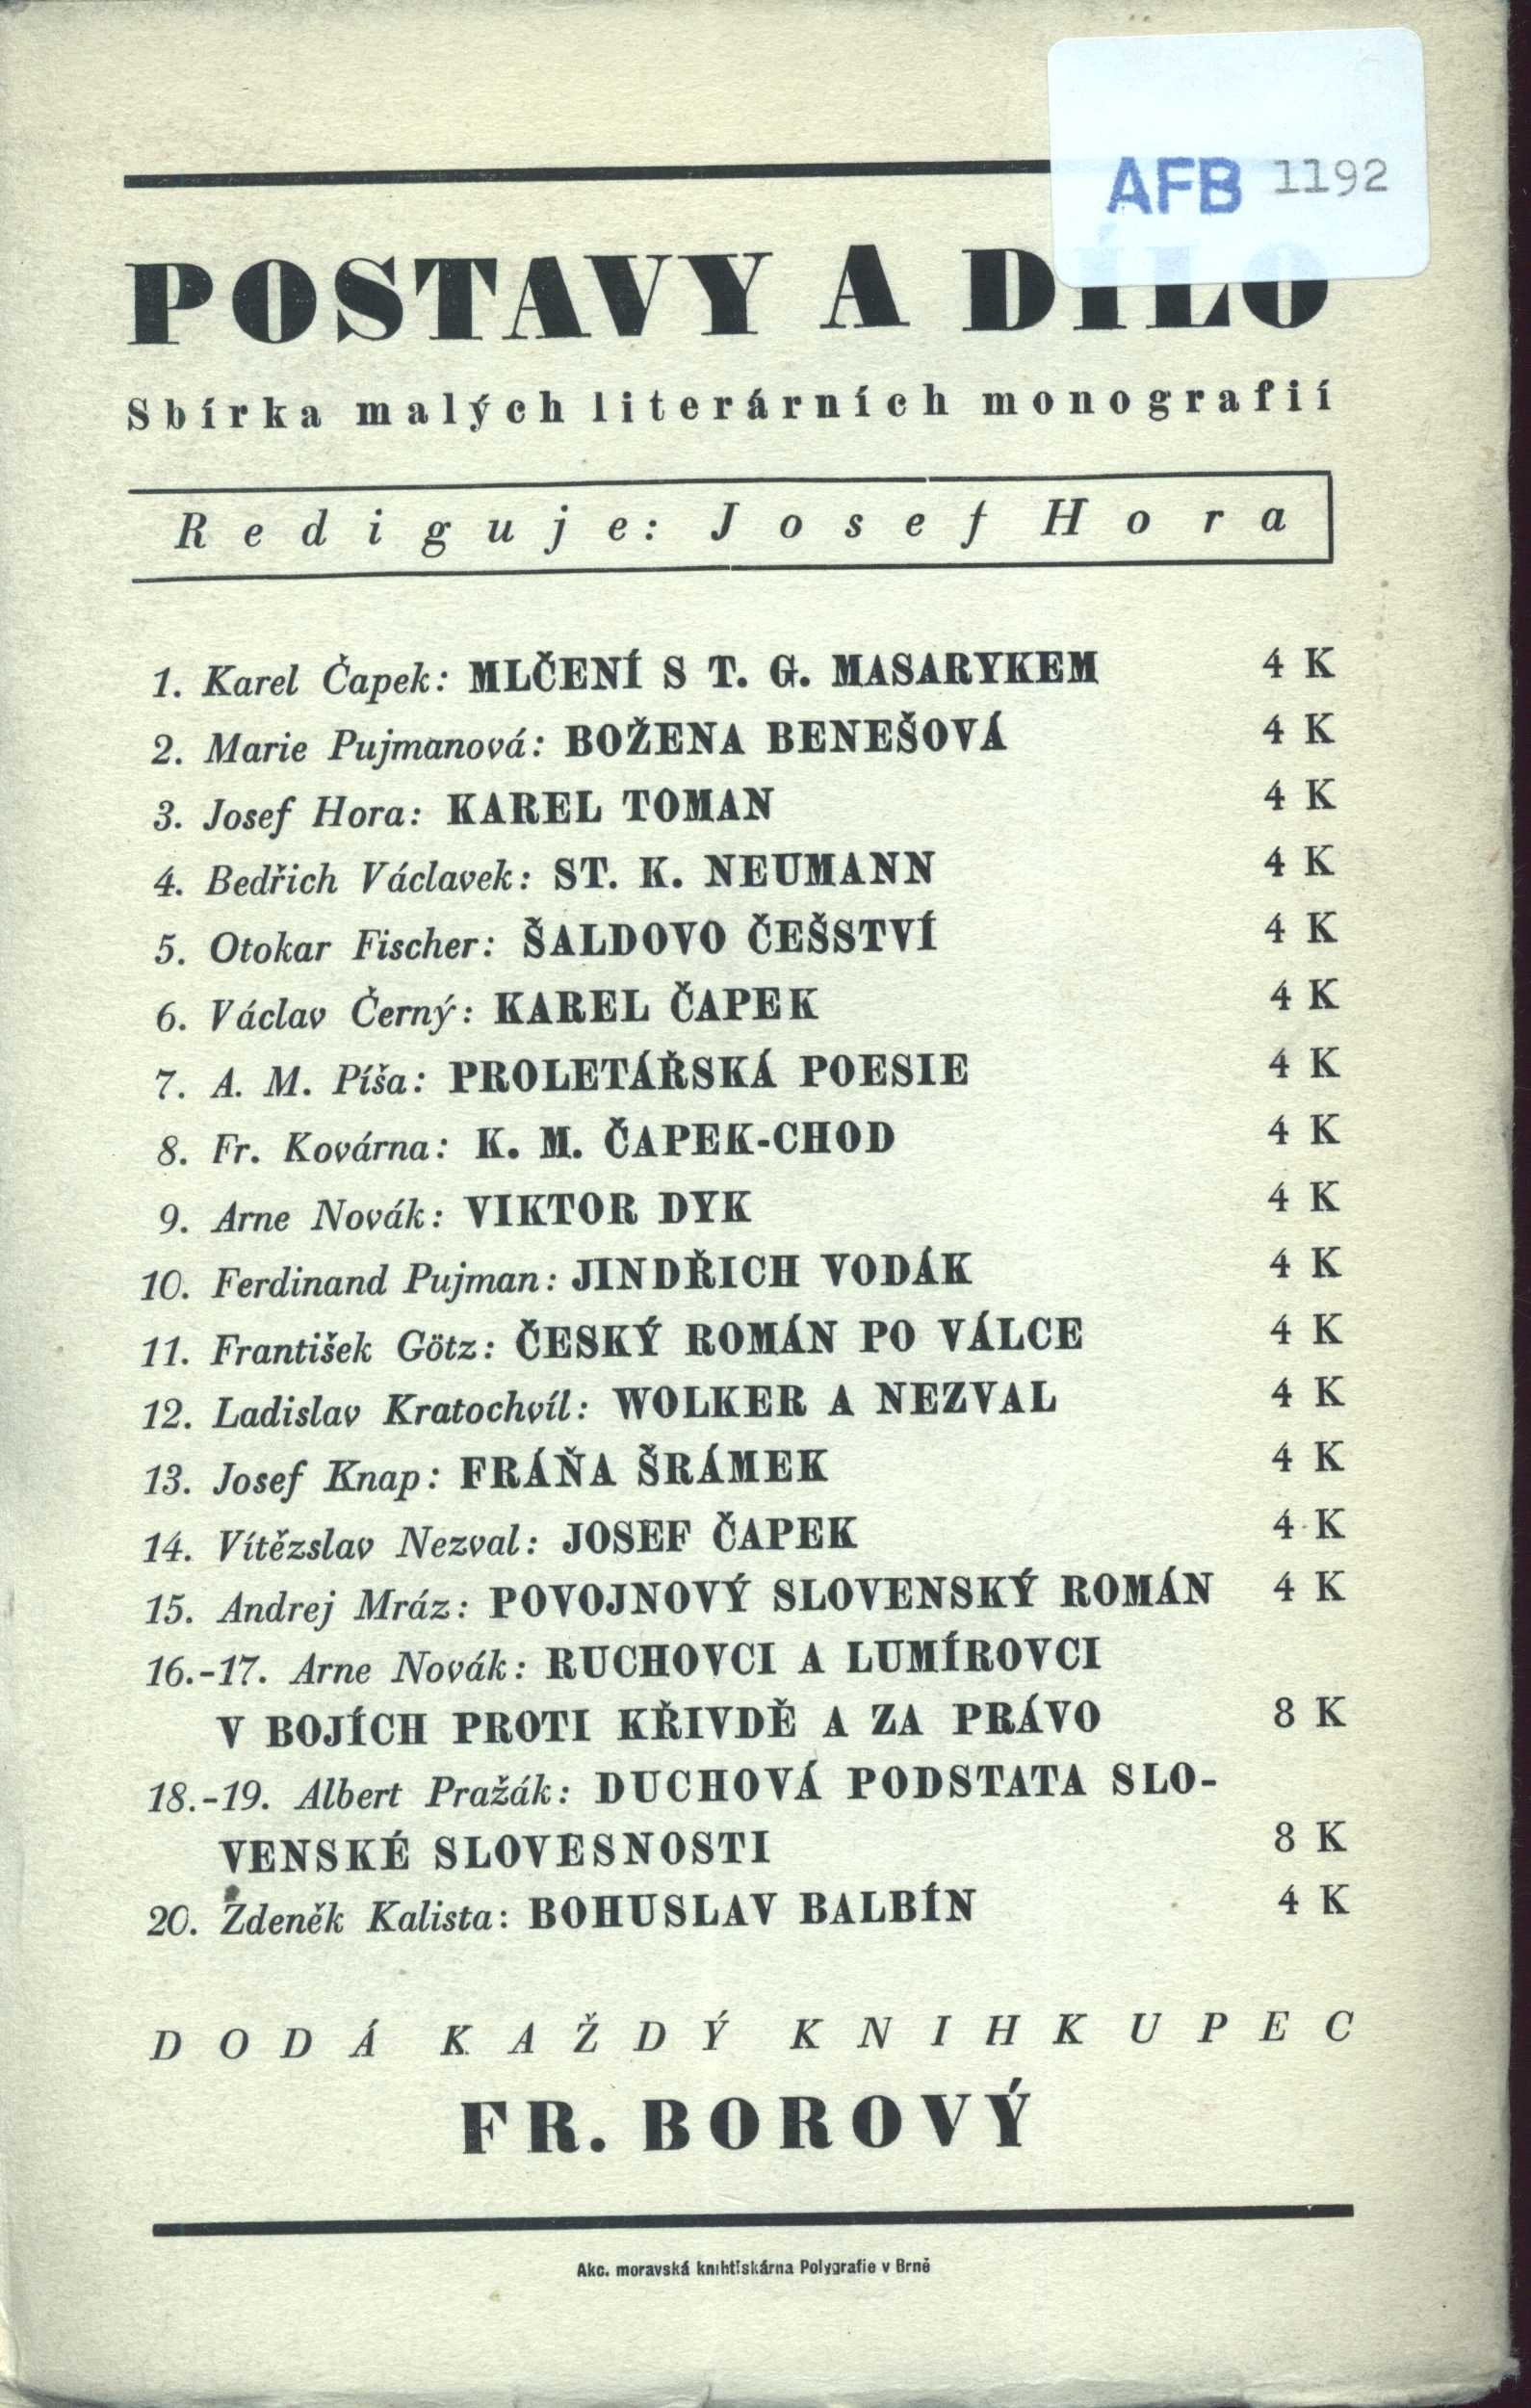 AFB 1192
POSTAVY A DÍLO
Sbírka malých literárních monografií
Rediguje: Josef Hora
1. Karel Čapek: MLČENÍ S T. G. MASARYKEM 4 K
2. Marie Pujmanová: BOŽENA BENEŠOVÁ 4 K
3. Josef Hora: KAREL TOMAN 4 K
4. Bedřich Václavek: ST. K. NEUMANN 4 K
5. Otokar Fischer: ŠALDOVO ČEŠSTVÍ 4 K
6. Václav Černý: KAREL ČAPEK 4 K
7. A. M. Píša: PROLETÁŘSKÁ POESIE 4 K
8. Fr. Kovárna: K. M. ČAPEK-CHOD 4 K
9. Arne Novák: VIKTOR DYK 4 K
10. Ferdinand Pujman: JINDŘICH VODÁK 4 K
11. František Götz: ČESKÝ ROMÁN PO VÁLCE 4 K
12. Ladislav Kratochvíl: WOLKER A NEZVAL 4 K
13. Josef Knap: FRÁŇA ŠRÁMEK 4 K
14. Vítězslav Nezval: JOSEF ČAPEK 4 K
15. Andrej Mráz: POVOJNOVÝ SLOVENSKÝ ROMÁN 4 K
16.-17. Arne Novák: RUCHOVCI A LUMÍROVCI
V BOJÍCH PROTI KŘIVDĚ A ZA PRÁVO 8 K
18.-19. Albert Pražák: DUCHOVÁ PODSTATA SLO-
VENSKÉ SLOVESNOSTI 8 K
20. Zdeněk Kalista: BOHUSLAV BALBÍN 4 K
DODÁ KAŽDÝ KNIHKUPEC
FR. BOROVÝ
Akc. moravská knihtiskárna Polygrafie v Brně